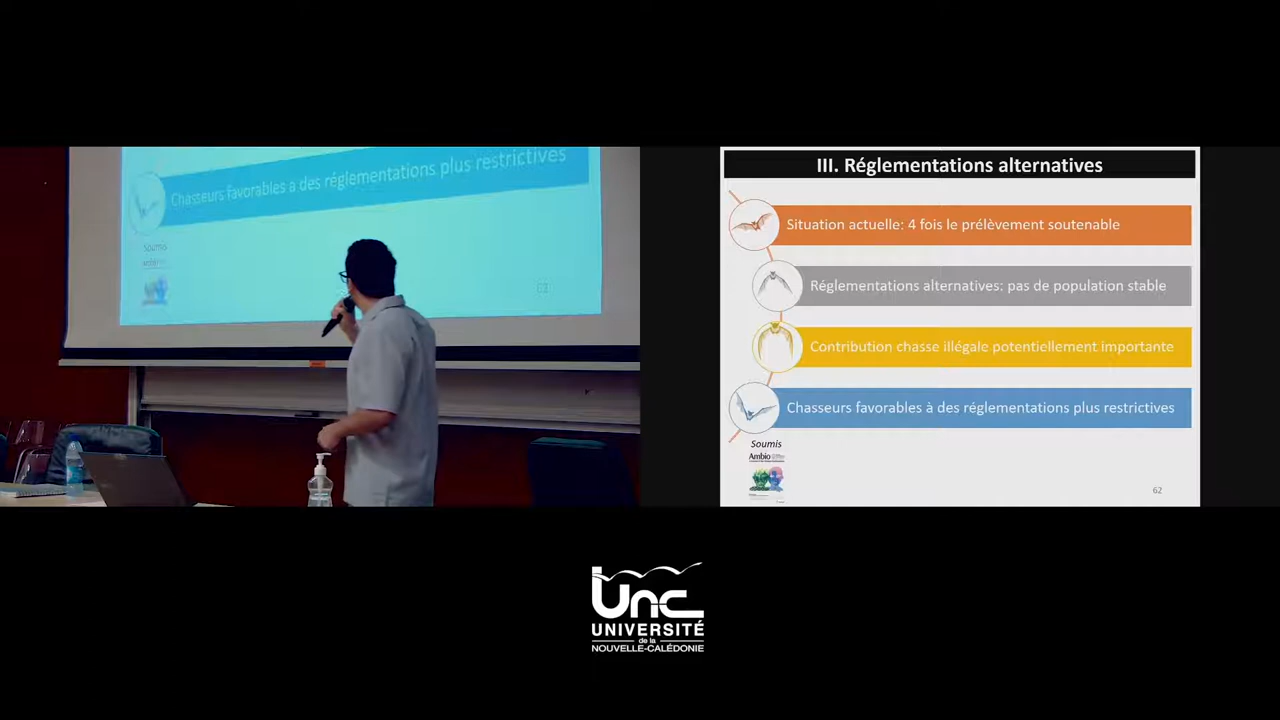 Chasseurs favorables à des réglementations plus restrictives
Soumis
62
III. Réglementations alternatives
Situation actuelle: 4 fois le prélèvement soutenable
Réglementations alternatives: pas de population stable
Contribution chasse illégale potentiellement importante
Chasseurs favorables à des réglementations plus restrictives
Soumis
Ambio
62
Unc
UNIVERSITÉ
de la
NOUVELLE-CALÉDONIE